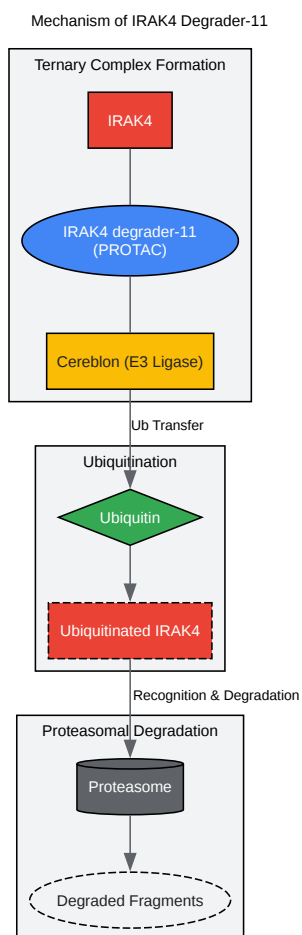 Mechanism of IRAK4 Degrader-11
Ternary Complex Formation
IRAK4
IRAK4 degrader-11
(PROTAC)
Cereblon (E3 Ligase)
Ub Transfer
Ubiquitination
Ubiquitin
Ubiquitinated IRAK4
Recognition & Degradation
Proteasomal Degradation
Proteasome
Degraded Fragments